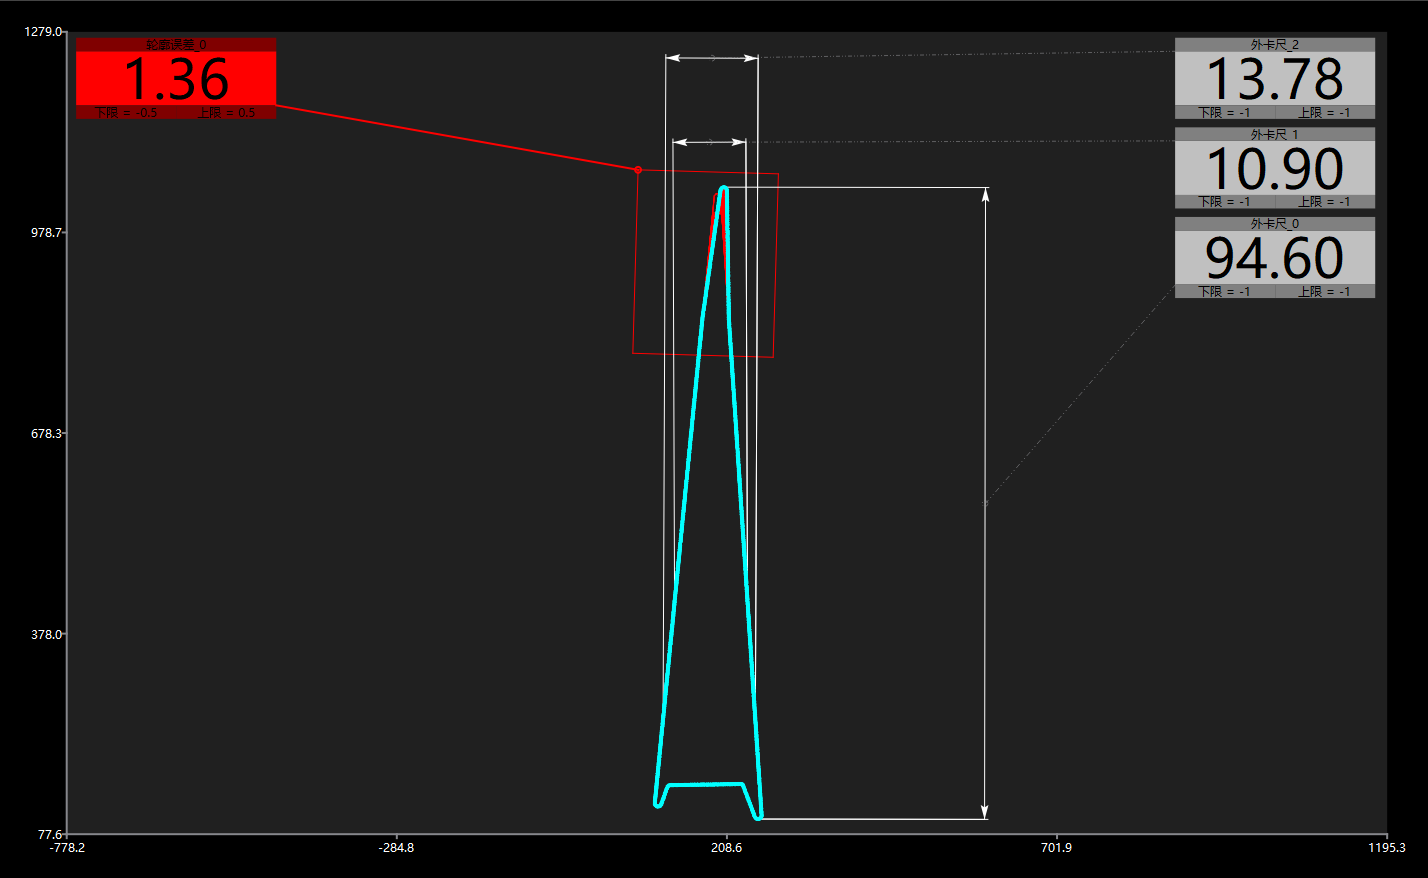 1279.0
978.7
678.3
378.0
77.6
-778.2
-284.8
208.6
701.9
1195.3
轮廓误差_0
1.36
下限 = -0.5 上限 = 0.5
外卡尺_2
13.78
下限 = -1 上限 = -1
外卡尺_1
10.90
下限 = -1 上限 = -1
外卡尺_0
94.60
下限 = -1 上限 = -1